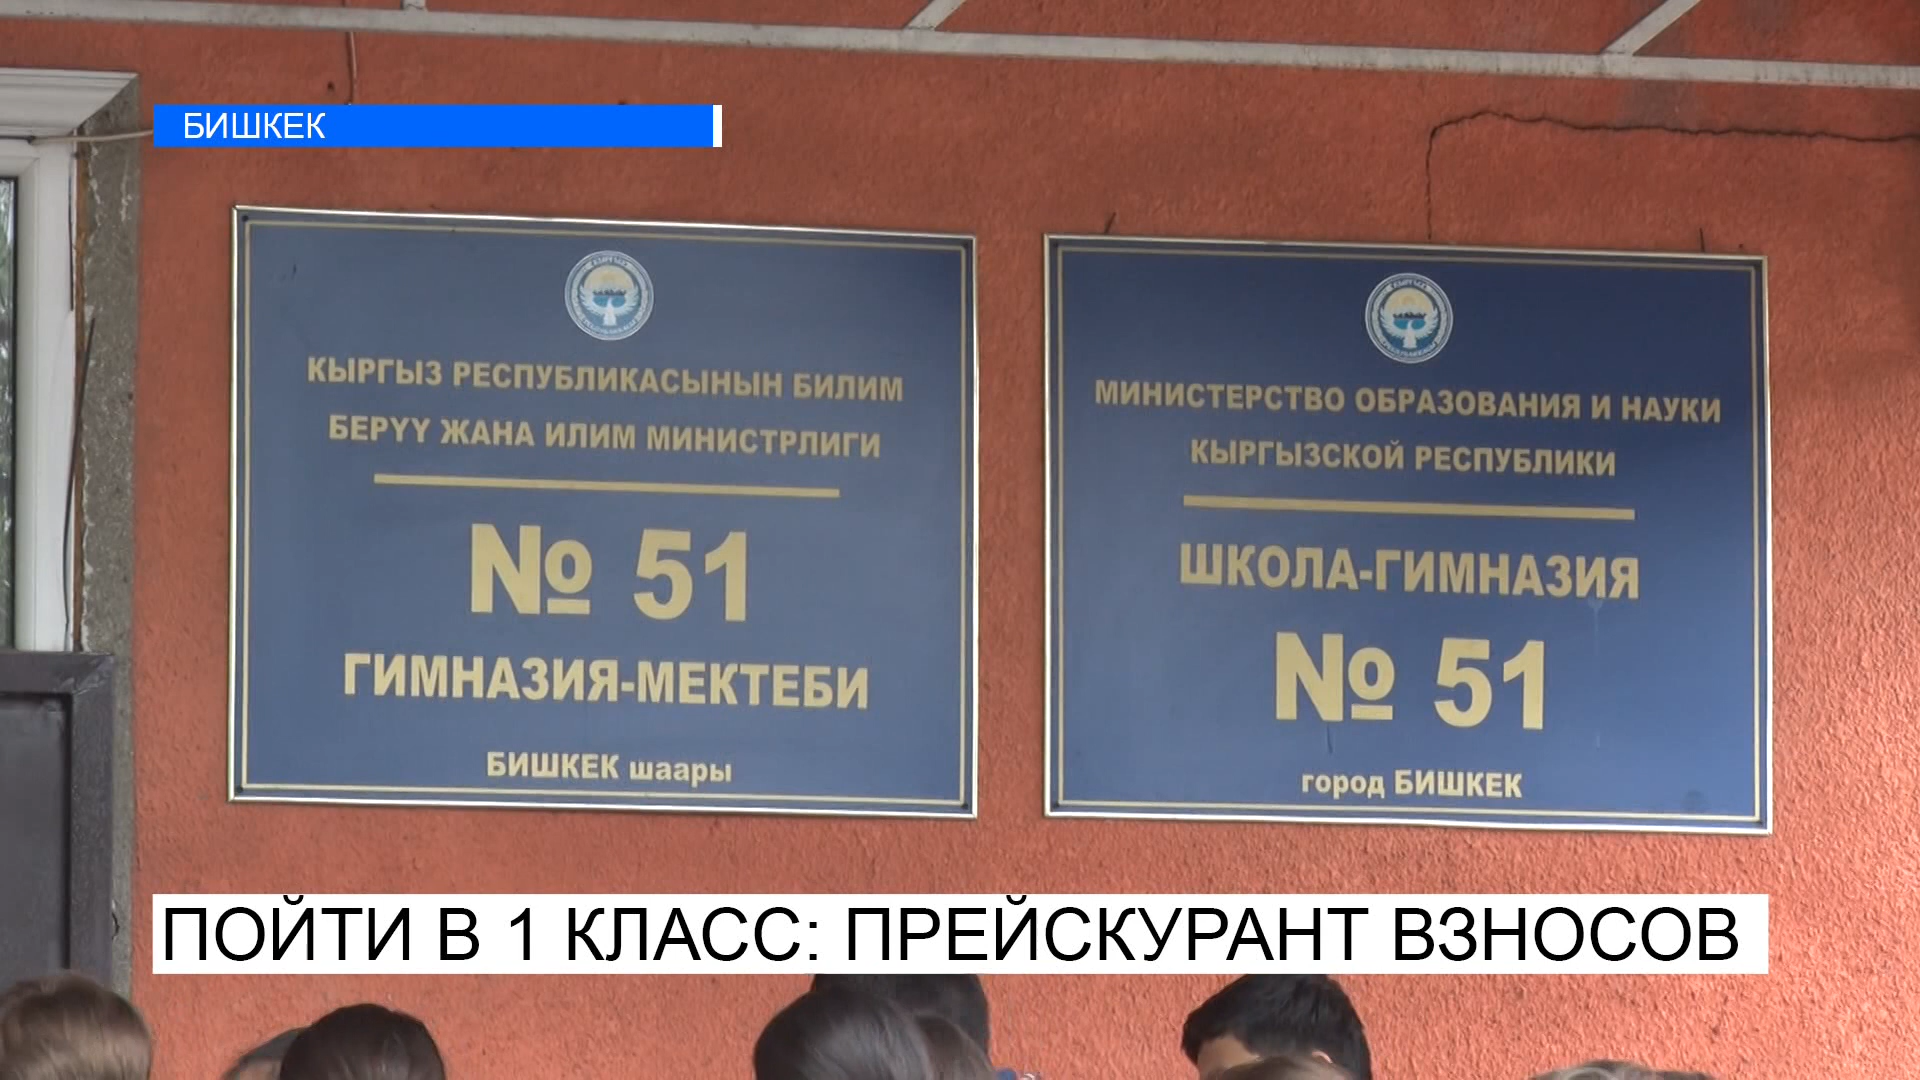 БИШКЕК
КЫРГЫЗ РЕСПУБЛИКАСЫНЫН БИЛИМ
БЕРҮҮ ЖАНА ИЛИМ МИНИСТРЛИГИ
№ 51
ГИМНАЗИЯ-МЕКТЕБИ
БИШКЕК шаары
МИНИСТЕРСТВО ОБРАЗОВАНИЯ И НАУКИ
КЫРГЫЗСКОЙ РЕСПУБЛИКИ
ШКОЛА-ГИМНАЗИЯ
№ 51
город БИШКЕК
ПОЙТИ В 1 КЛАСС: ПРЕЙСКУРАНТ ВЗНОСОВ